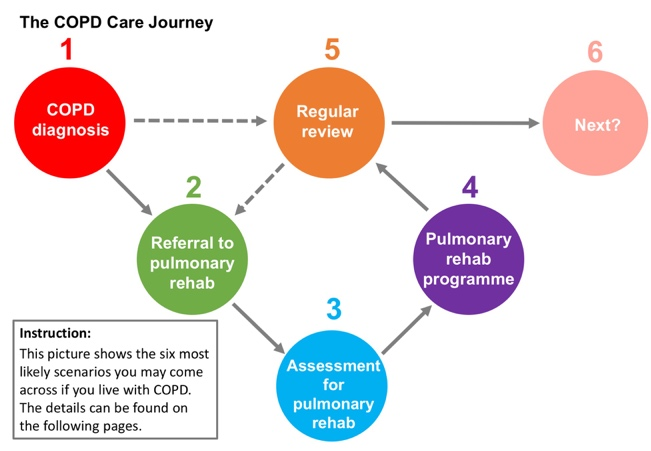 The COPD Care Journey
1
COPD
diagnosis
5
Regular
review
6
Next?
2
Referral to
pulmonary
rehab
4
Pulmonary
rehab
programme
3
Assessment
for
pulmonary
rehab
Instruction:
This picture shows the six most
likely scenarios you may come
across if you live with COPD.
The details can be found on
the following pages.